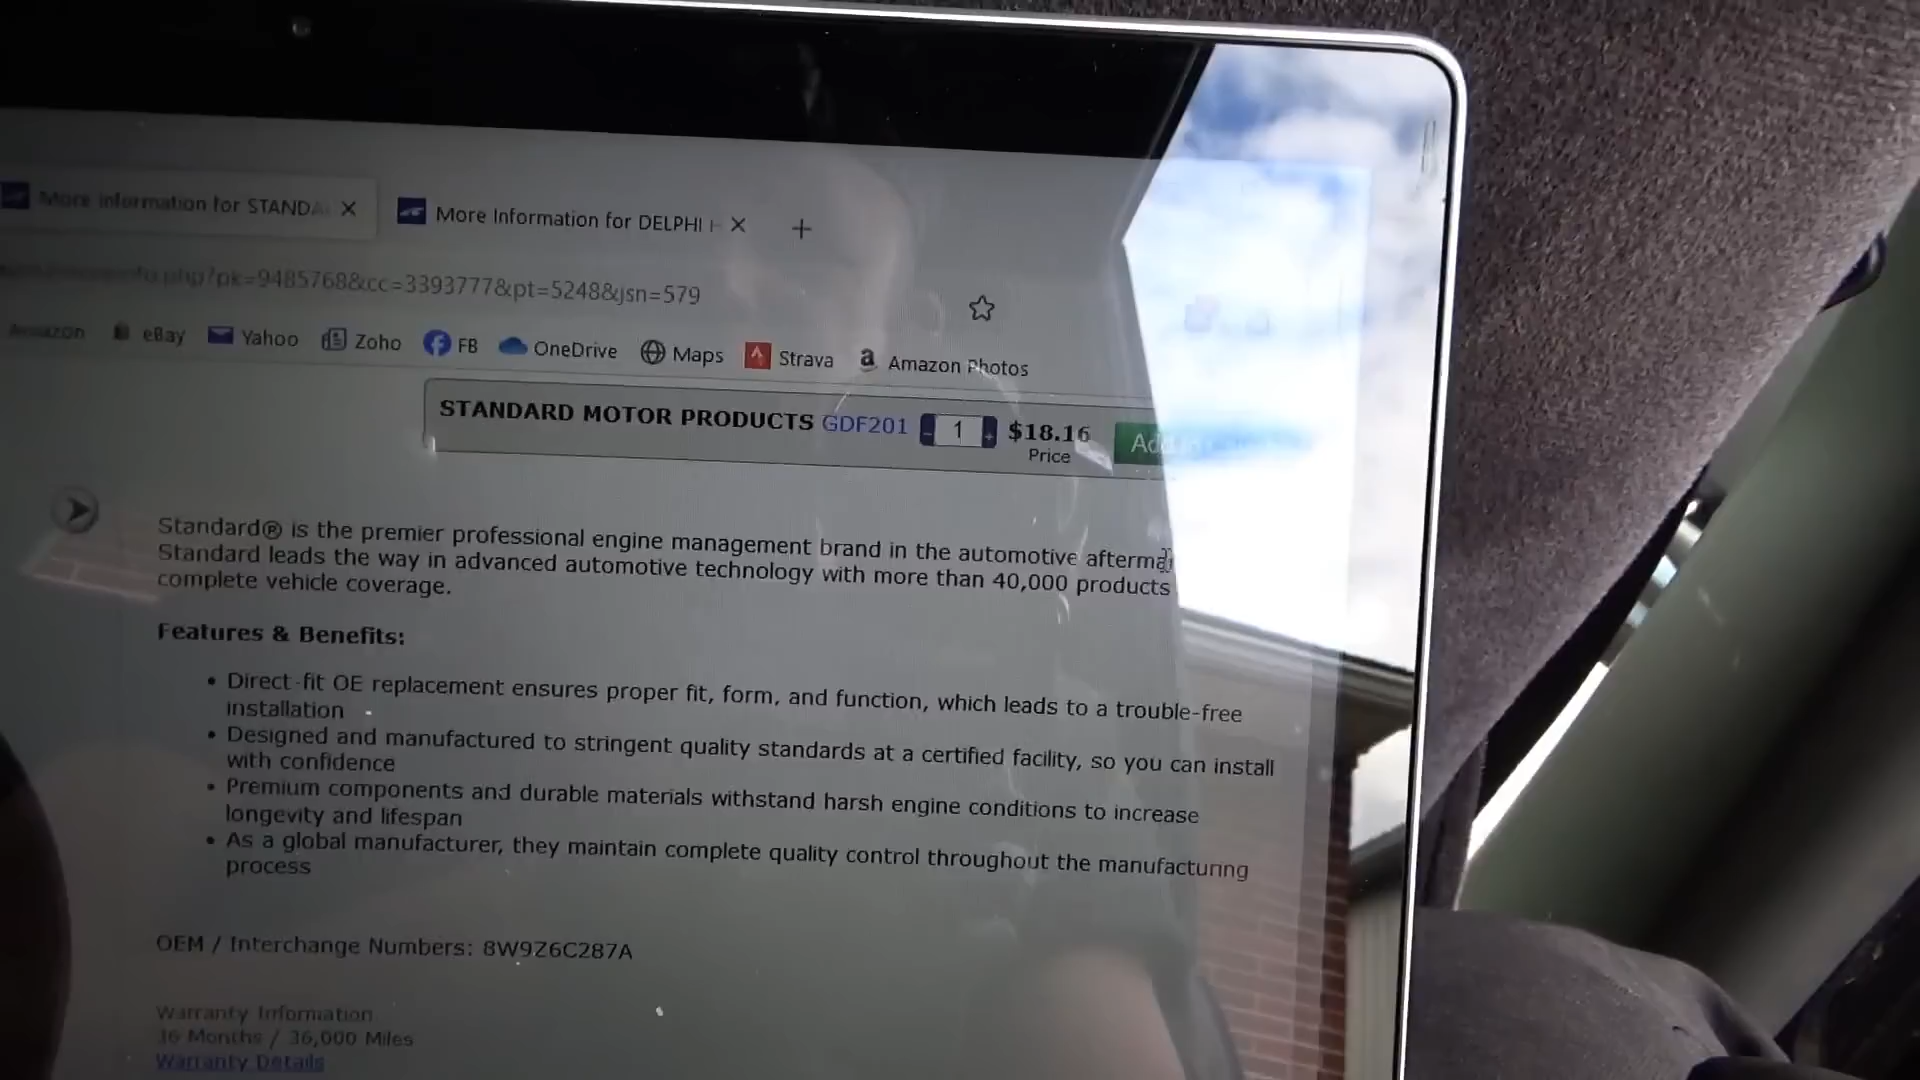 More information for STANDA
More Information for DELPHI H
info.php?pk=9485768&cc=3393777&pt=5248&jsn=579
Amazon eBay Yahoo Zoho FB OneDrive Maps Strava Amazon Photos
STANDARD MOTOR PRODUCTS GDF201 1 $18.16
Price
Standard® is the premier professional engine management brand in the automotive afterma
Standard leads the way in advanced automotive technology with more than 40,000 products
complete vehicle coverage.
Features & Benefits:
• Direct-fit OE replacement ensures proper fit, form, and function, which leads to a trouble-free
installation
• Designed and manufactured to stringent quality standards at a certified facility, so you can install
with confidence
• Premium components and durable materials withstand harsh engine conditions to increase
longevity and lifespan
• As a global manufacturer, they maintain complete quality control throughout the manufacturing
process
OEM / Interchange Numbers: 8W9Z6C287A
Warranty Information
36 Months / 36,000 Miles
Warranty Details